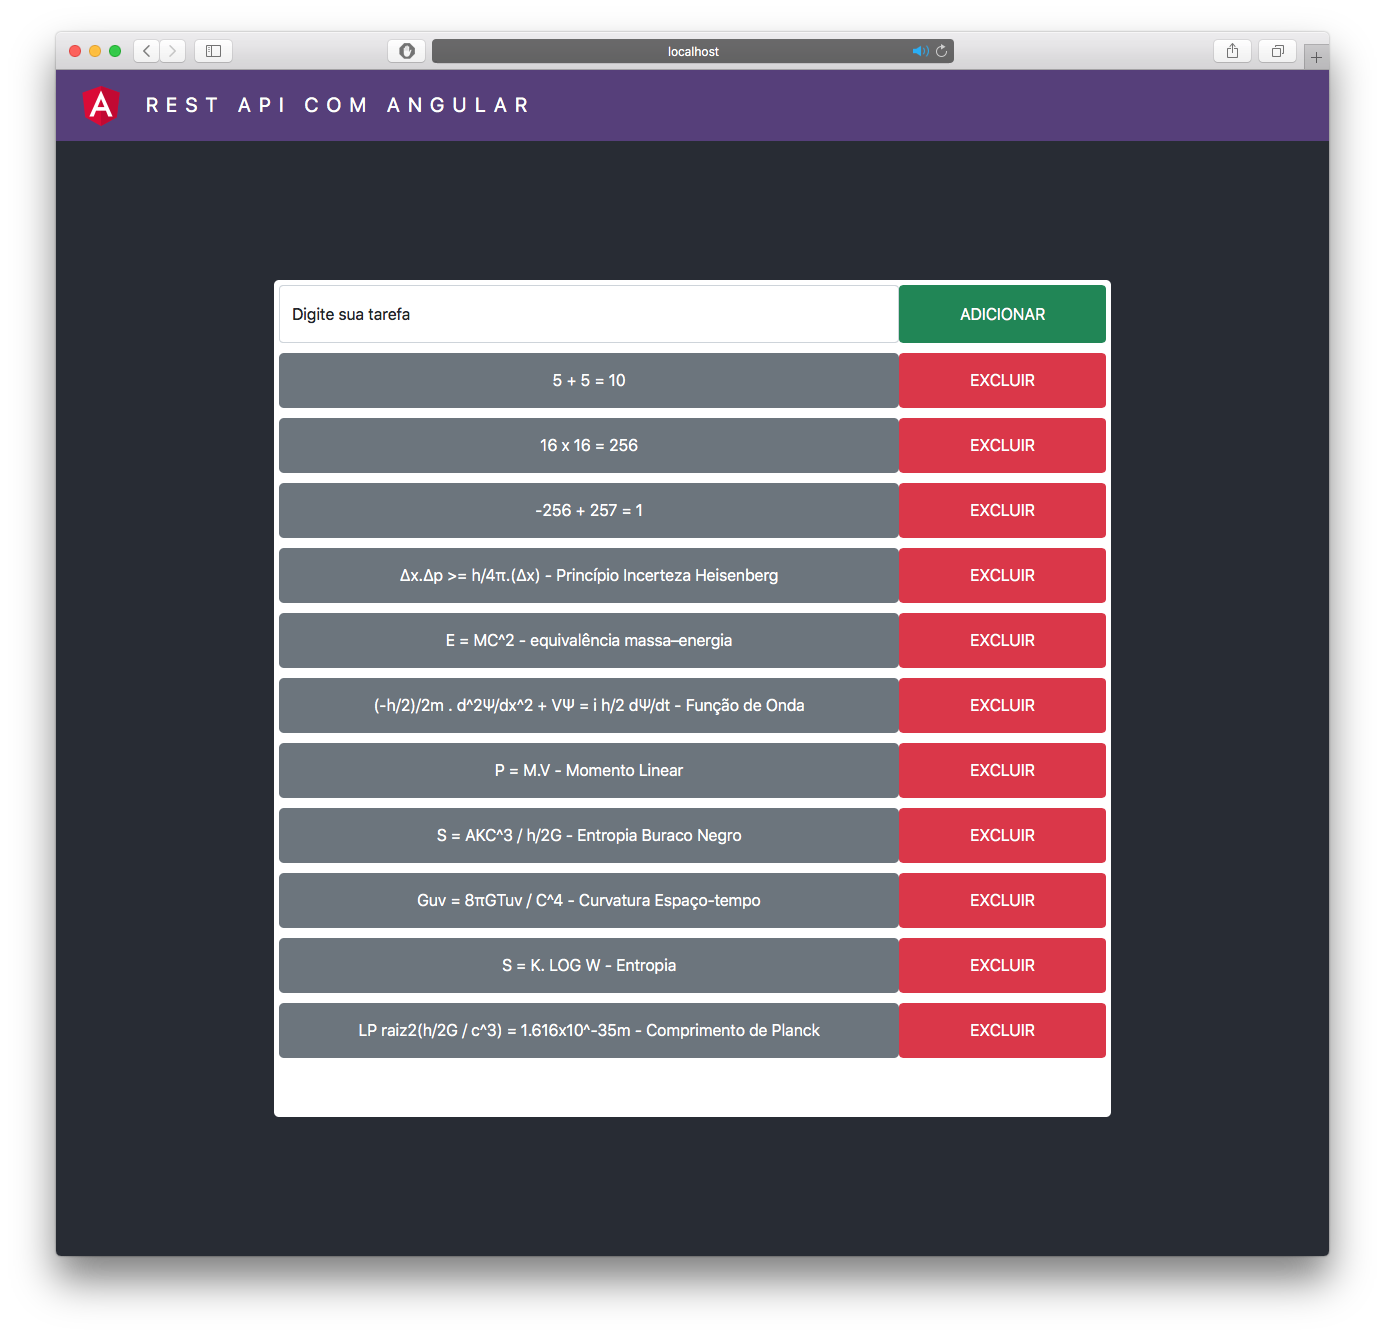 localhost
REST API COM ANGULAR
Digite sua tarefa ADICIONAR
5 + 5 = 10 EXCLUIR
16 x 16 = 256 EXCLUIR
-256 + 257 = 1 EXCLUIR
Δx.Δp >= h/4π.(Δx) - Princípio Incerteza Heisenberg EXCLUIR
E = MC^2 - equivalência massa–energia EXCLUIR
(-h/2)/2m . d^2Ψ/dx^2 + VΨ = i h/2 dΨ/dt - Função de Onda EXCLUIR
P = M.V - Momento Linear EXCLUIR
S = AKC^3 / h/2G - Entropia Buraco Negro EXCLUIR
Guv = 8πGTuv / C^4 - Curvatura Espaço-tempo EXCLUIR
S = K. LOG W - Entropia EXCLUIR
LP raiz2(h/2G / c^3) = 1.616x10^-35m - Comprimento de Planck EXCLUIR